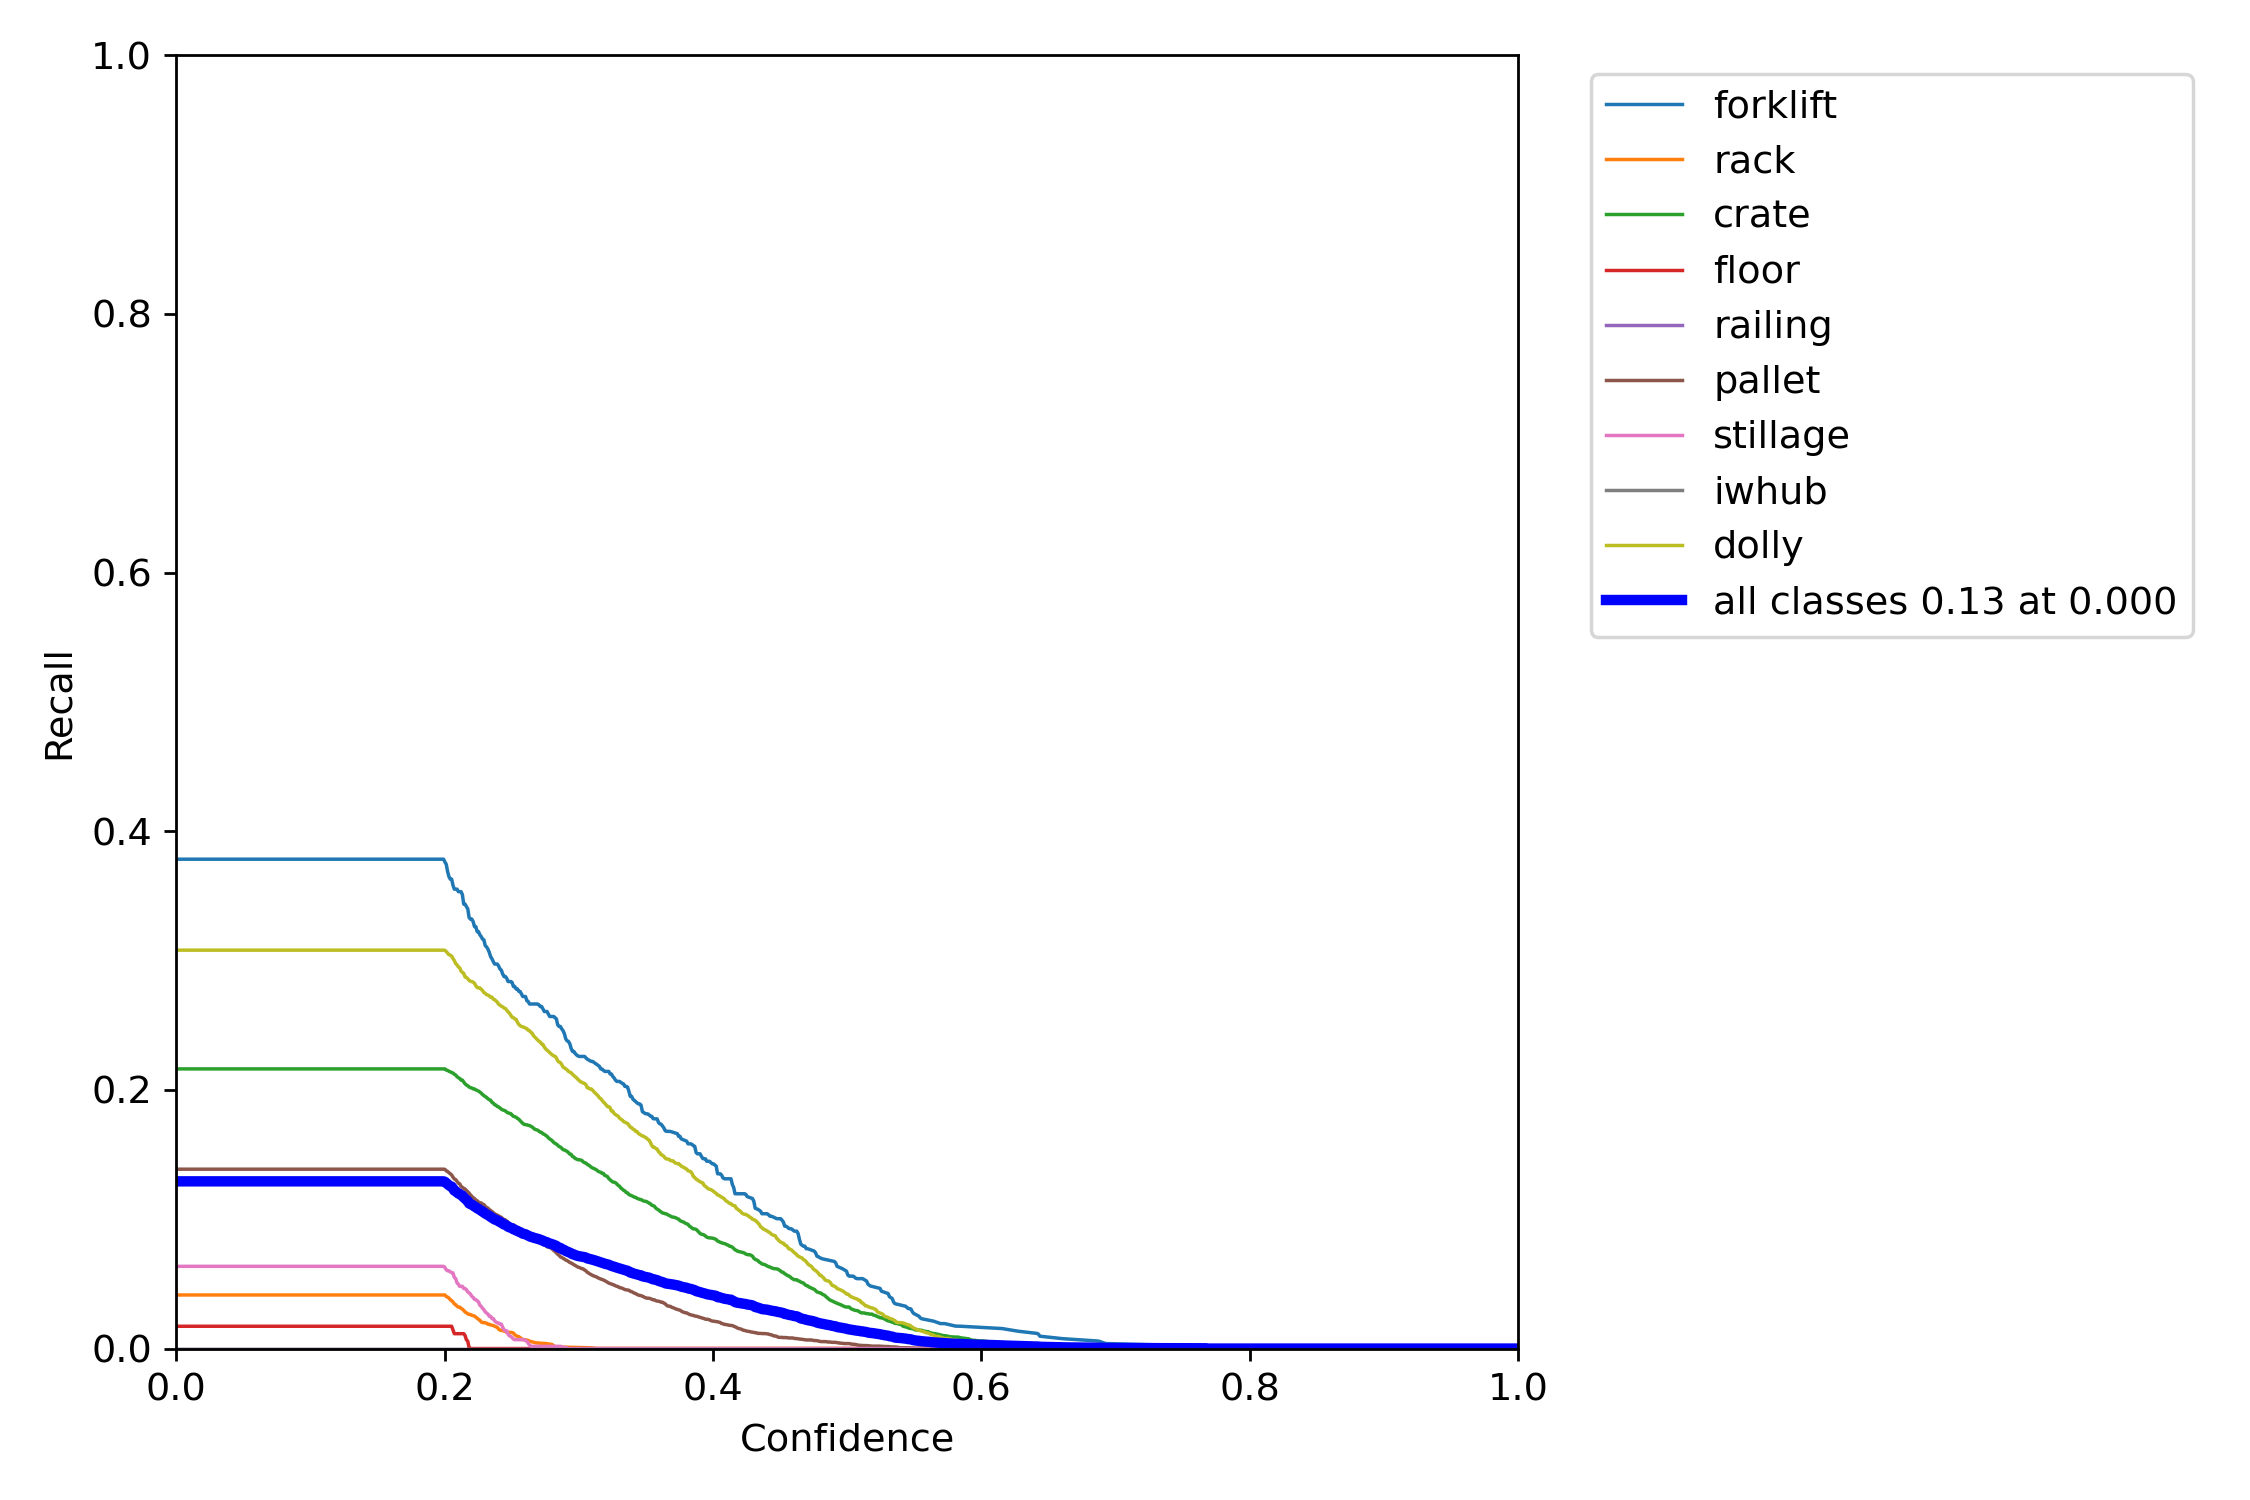 1.0
0.8
0.6
0.4
0.2
0.0
Recall
0.0 0.2 0.4 0.6 0.8 1.0
Confidence
forklift
rack
crate
floor
railing
pallet
stillage
iwhub
dolly
all classes 0.13 at 0.000